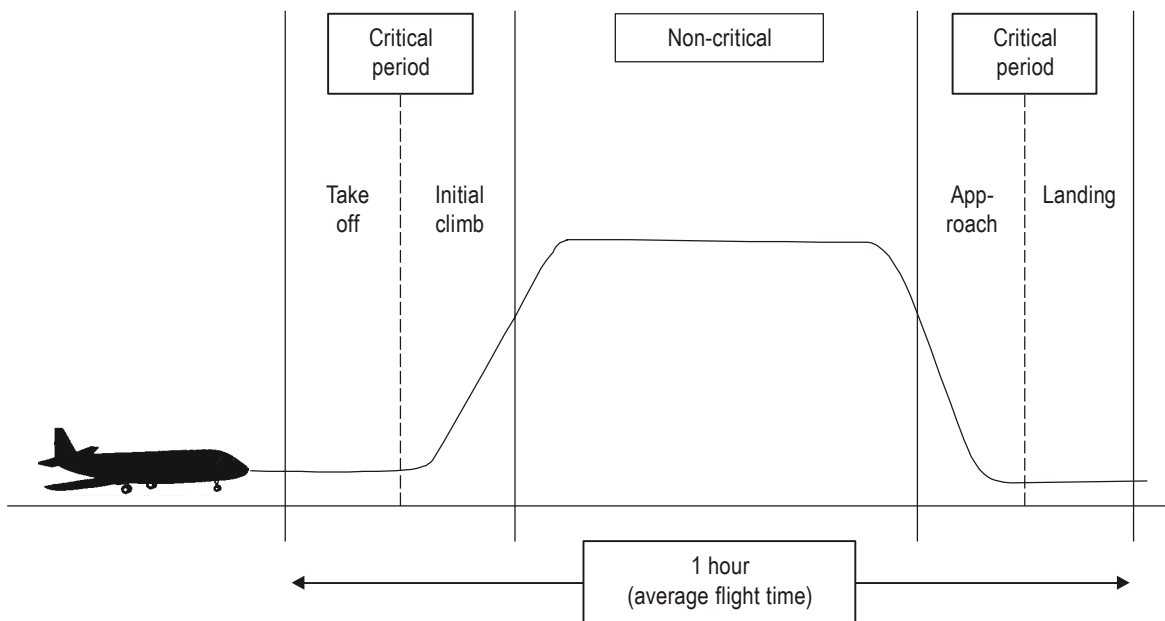 Critical
period
Non-critical
Critical
period
Take
off
Initial
climb
App-
roach
Landing
1 hour
(average flight time)